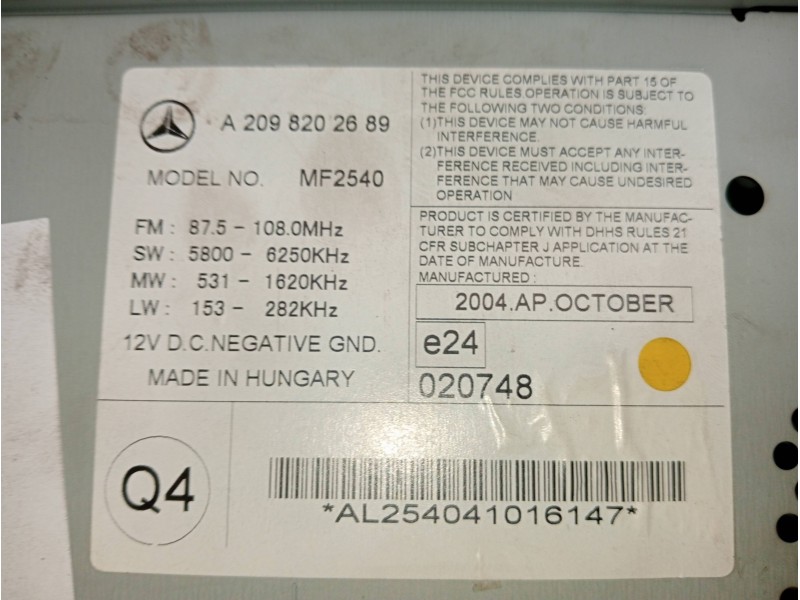 A 209 820 26 89
MODEL NO. MF2540
FM : 87.5 - 108.0MHz
SW : 5800 - 6250KHz
MW : 531 - 1620KHz
LW : 153 - 282KHz
12V D.C.NEGATIVE GND.
MADE IN HUNGARY
THIS DEVICE COMPLIES WITH PART 15 OF
THE FCC RULES OPERATION IS SUBJECT TO
THE FOLLOWING TWO CONDITIONS:
(1)THIS DEVICE MAY NOT CAUSE HARMFUL
INTERFERENCE.
(2)THIS DEVICE MUST ACCEPT ANY INTER-
FERENCE RECEIVED INCLUDING INTER-
FERENCE THAT MAY CAUSE UNDESIRED
OPERATION
PRODUCT IS CERTIFIED BY THE MANUFAC-
TURER TO COMPLY WITH DHHS RULES 21
CFR SUBCHAPTER J APPLICATION AT THE
DATE OF MANUFACTURE.
MANUFACTURED :
2004.AP.OCTOBER
e24
020748
Q4
*AL254041016147*